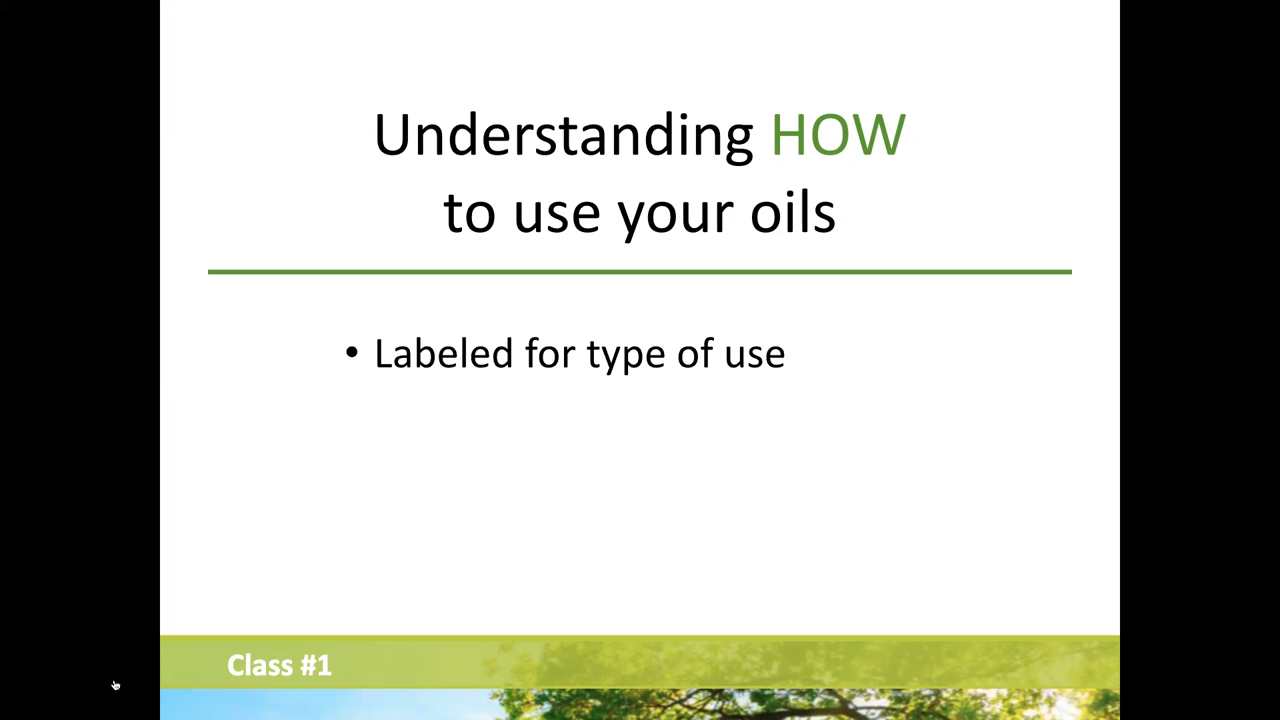 Understanding HOW
to use your oils
• Labeled for type of use
Class #1